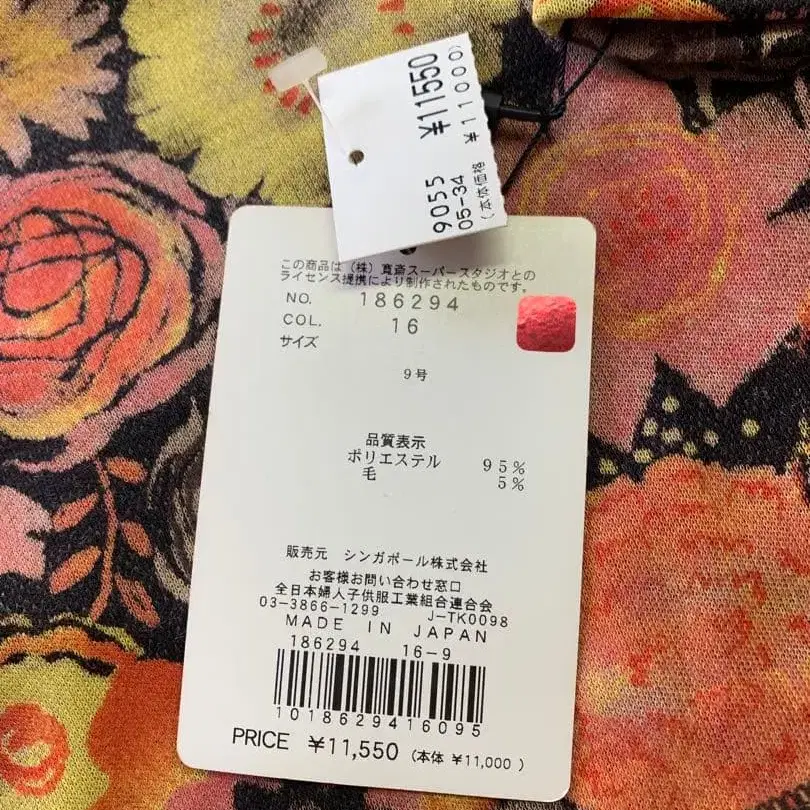 9055 ¥11550
05-34
(本体価格 ¥11000)
この商品は(株)寛斎スーパースタジオとの
ライセンス提携により制作されたものです。
NO. 186294
COL. 16
サイズ
9号
品質表示
ポリエステル 95%
毛 5%
販売元 シンガポール株式会社
お客様お問い合わせ窓口
全日本婦人子供服工業組合連合会
03-3866-1299 J-TK0098
MADE IN JAPAN
186294 16-9
1018629416095
PRICE ¥11,550 (本体 ¥11,000 )